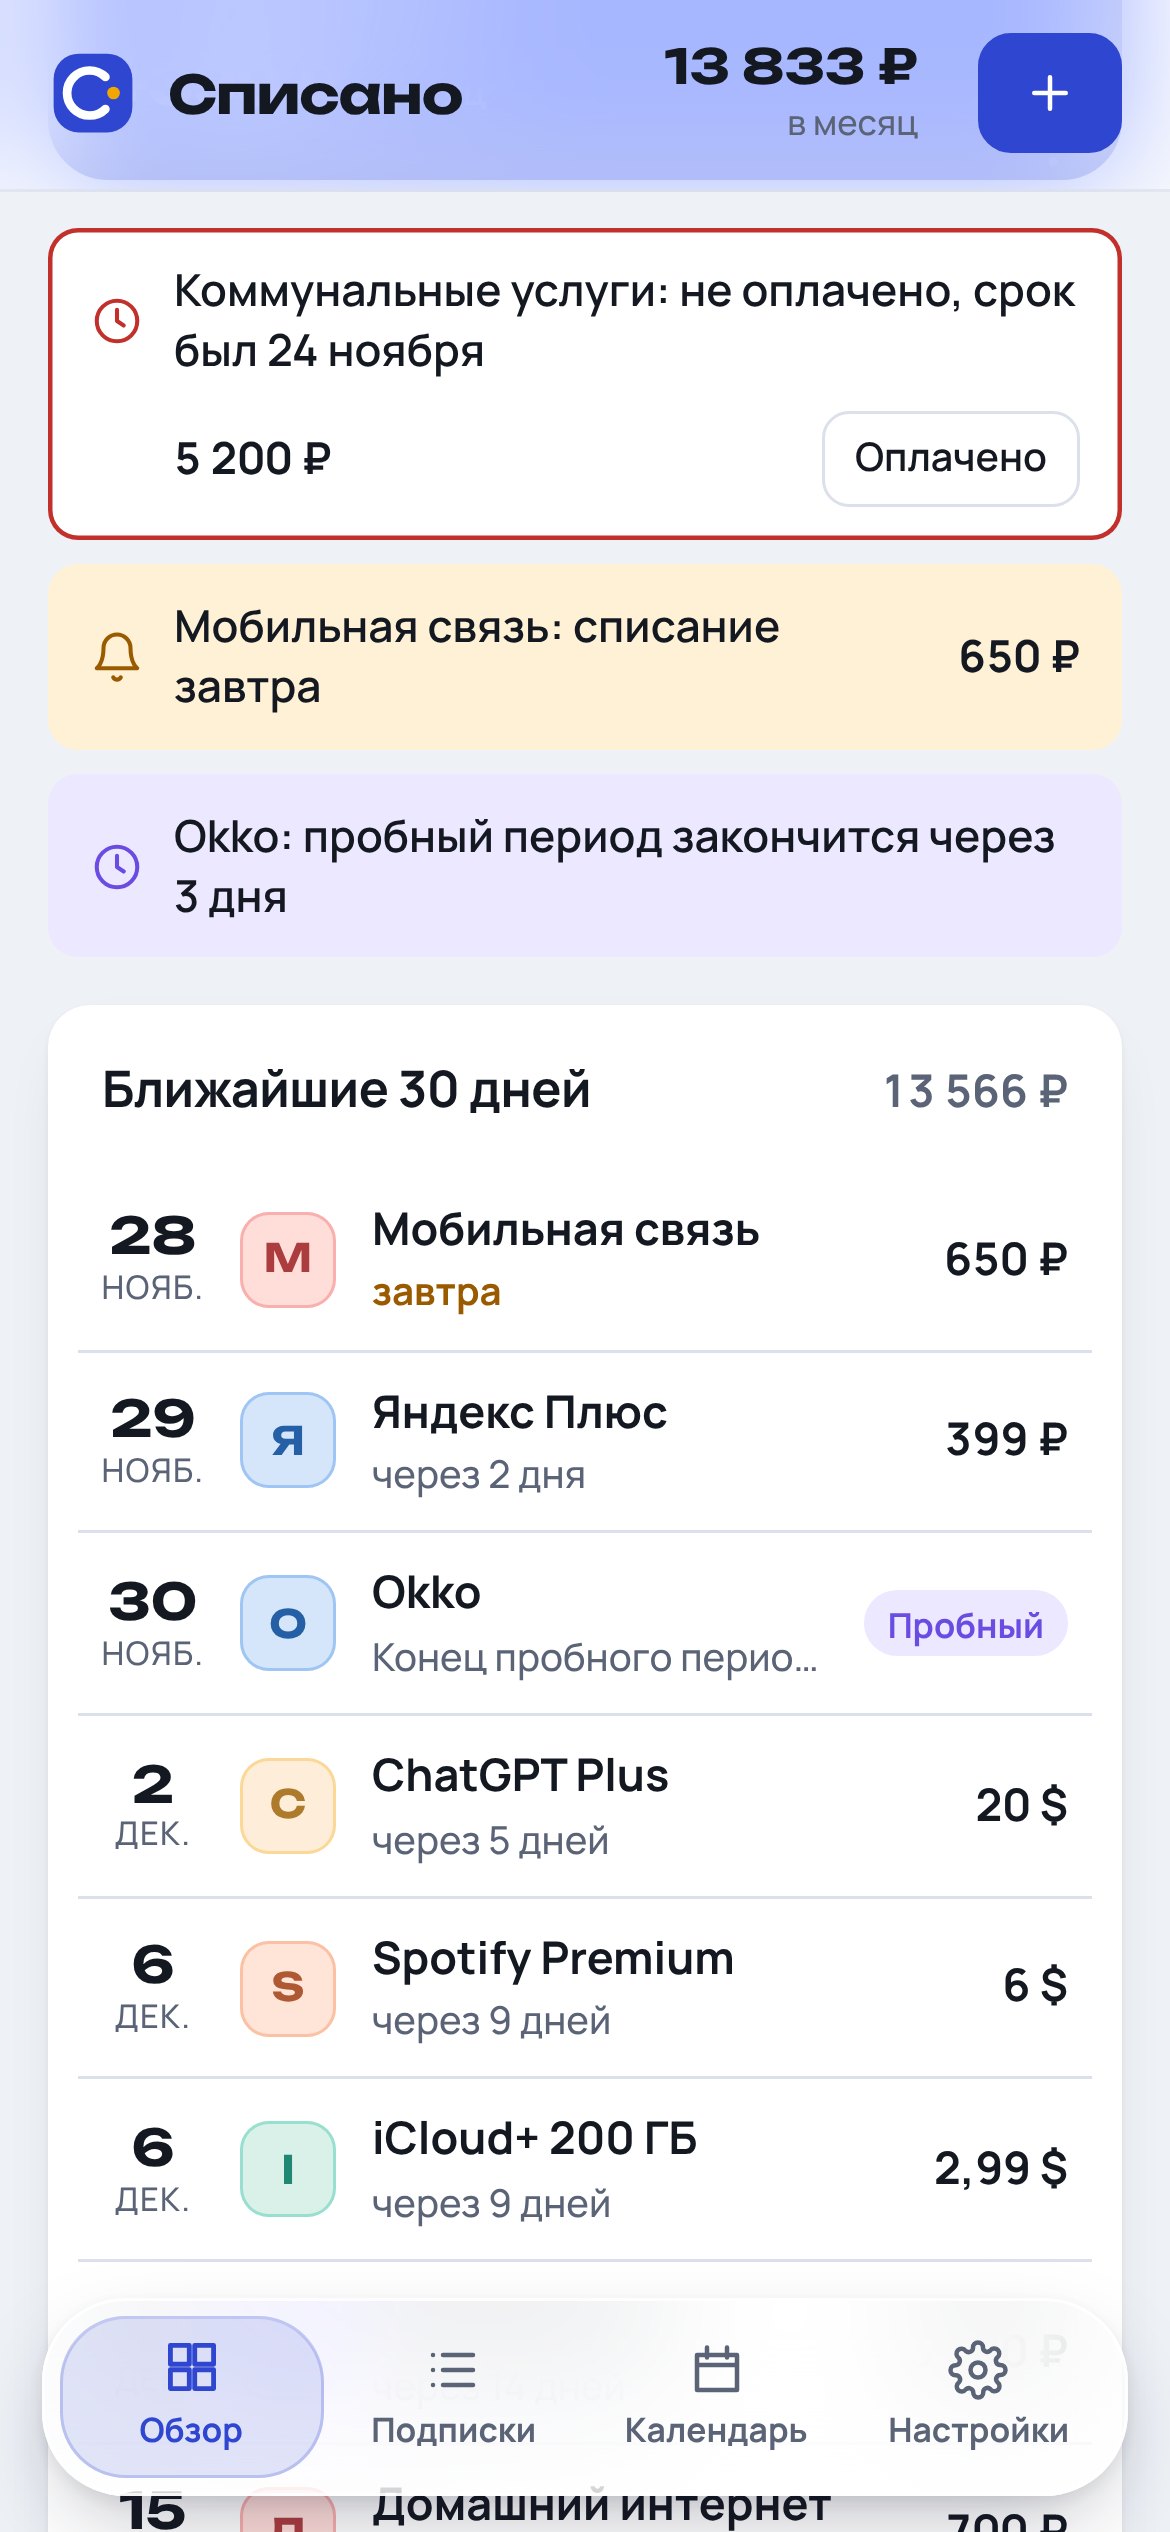 Списано
13 833 ₽
в месяц
Коммунальные услуги: не оплачено, срок
был 24 ноября
5 200 ₽
Оплачено
Мобильная связь: списание
завтра
650 ₽
Okko: пробный период закончится через
3 дня
Ближайшие 30 дней
13 566 ₽
28
НОЯБ.
М
Мобильная связь
завтра
650 ₽
29
НОЯБ.
Я
Яндекс Плюс
через 2 дня
399 ₽
30
НОЯБ.
O
Okko
Конец пробного перио...
Пробный
2
ДЕК.
C
ChatGPT Plus
через 5 дней
20 $
6
ДЕК.
S
Spotify Premium
через 9 дней
6 $
6
ДЕК.
I
iCloud+ 200 ГБ
через 9 дней
2,99 $
через 14 дней
Обзор
Подписки
Календарь
Настройки
15
Домашний интернет
700 ₽